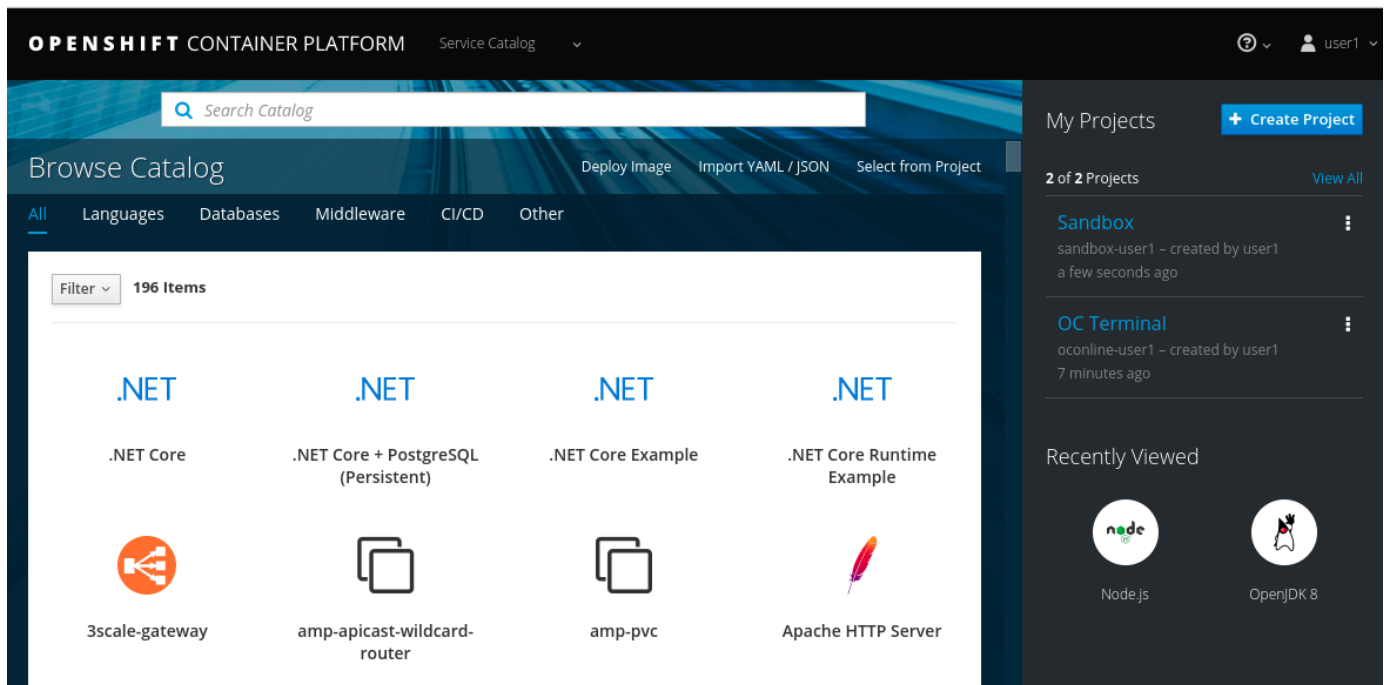 OPENSHIFT CONTAINER PLATFORM Service Catalog user1
Search Catalog
Browse Catalog Deploy Image Import YAML / JSON Select from Project
All Languages Databases Middleware CI/CD Other
Filter 196 Items
.NET .NET .NET .NET
.NET Core
.NET Core + PostgreSQL
(Persistent)
.NET Core Example
.NET Core Runtime
Example
3scale-gateway
amp-apicast-wildcard-
router
amp-pvc
Apache HTTP Server
My Projects + Create Project
2 of 2 Projects View All
Sandbox
sandbox-user1 – created by user1
a few seconds ago
OC Terminal
oconline-user1 – created by user1
7 minutes ago
Recently Viewed
node
JS
Node.js
OpenJDK 8